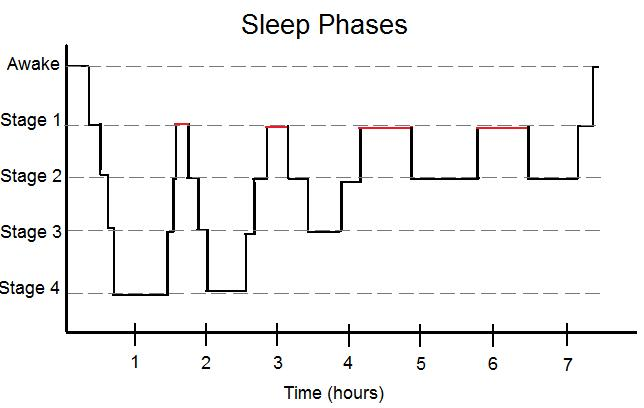 Sleep Phases
Awake
Stage 1
Stage 2
Stage 3
Stage 4
1 2 3 4 5 6 7
Time (hours)